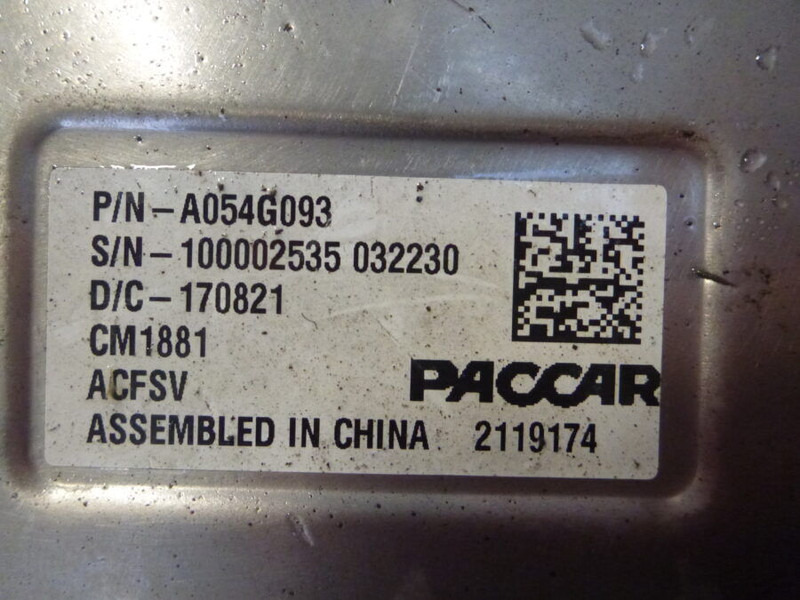 P/N-A054G093
S/N-100002535 032230
D/C-170821
CM1881
ACFSV
PACCAR
ASSEMBLED IN CHINA 2119174